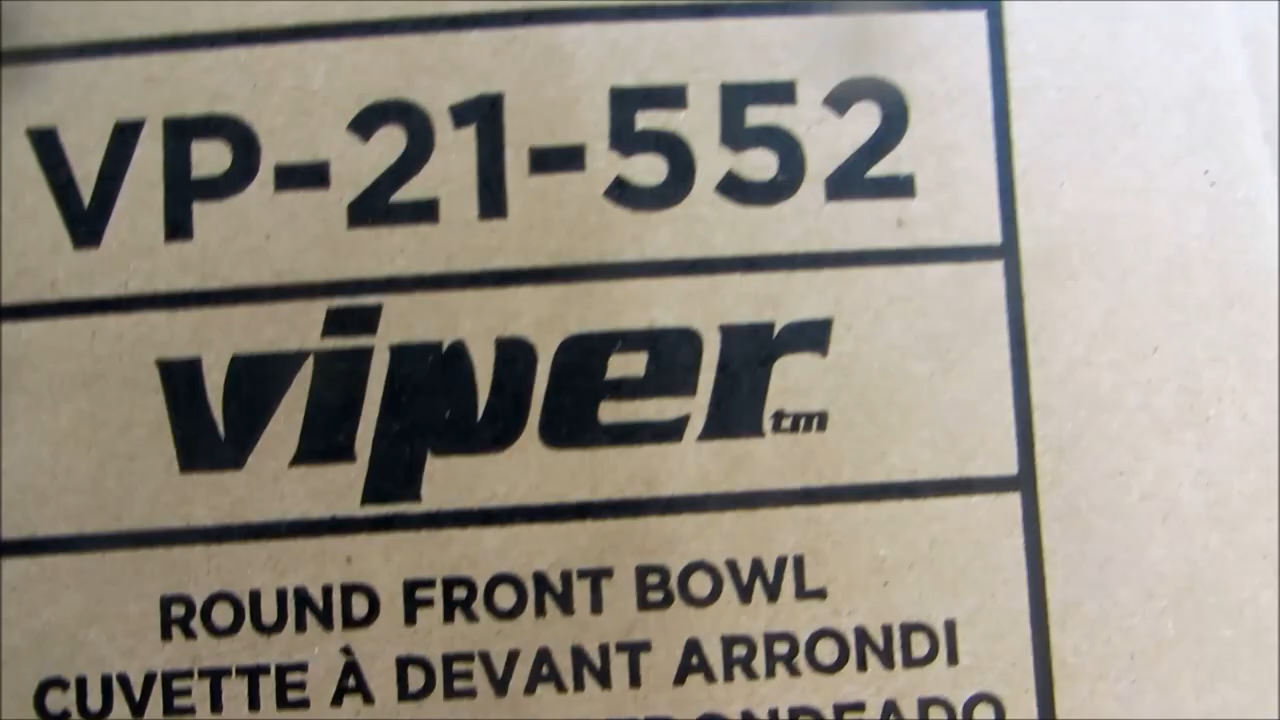 VP-21-552
viper tm
ROUND FRONT BOWL
CUVETTE À DEVANT ARRONDI